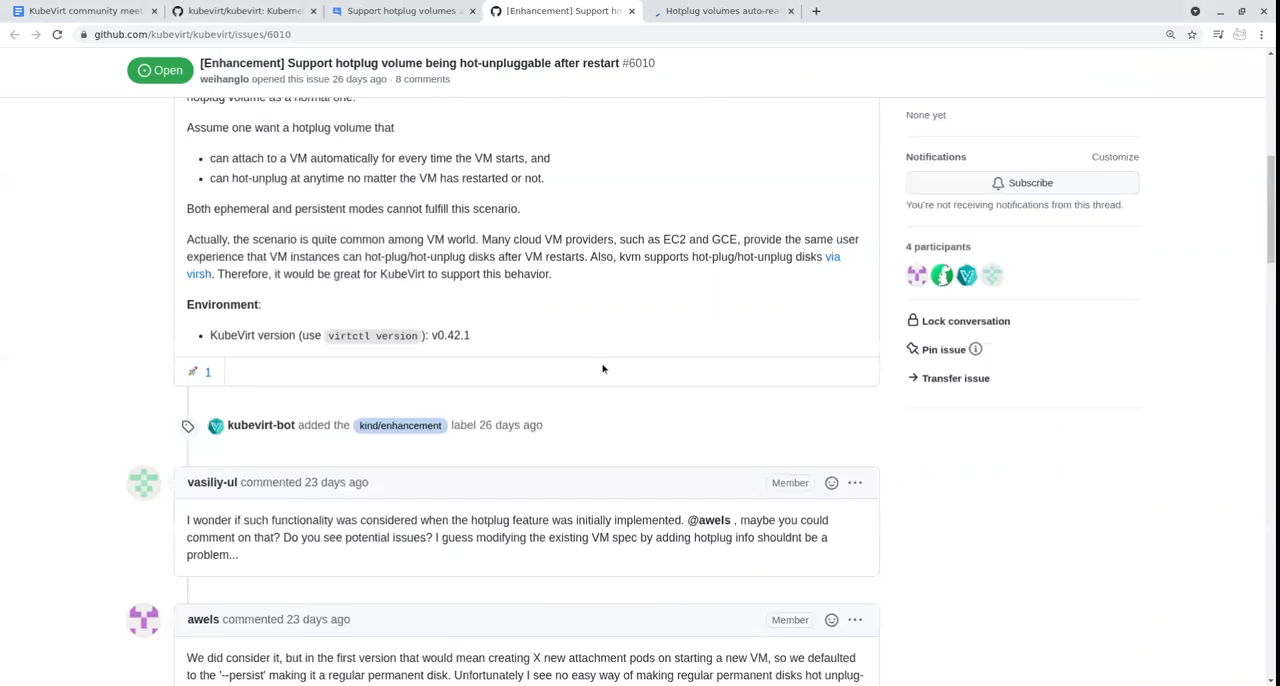 KubeVirt community meet
kubevirt/kubevirt: Kuberne
Support hotplug volumes a
[Enhancement] Support ho
Hotplug volumes auto-rea
github.com/kubevirt/kubevirt/issues/6010
Open
[Enhancement] Support hotplug volume being hot-unpluggable after restart #6010
weihanglo opened this issue 26 days ago · 8 comments
hotplug volume as a normal one.
Assume one want a hotplug volume that
• can attach to a VM automatically for every time the VM starts, and
• can hot-unplug at anytime no matter the VM has restarted or not.
Both ephemeral and persistent modes cannot fulfill this scenario.
Actually, the scenario is quite common among VM world. Many cloud VM providers, such as EC2 and GCE, provide the same user
experience that VM instances can hot-plug/hot-unplug disks after VM restarts. Also, kvm supports hot-plug/hot-unplug disks via
virsh. Therefore, it would be great for KubeVirt to support this behavior.
Environment:
• KubeVirt version (use virtctl version): v0.42.1
1
kubevirt-bot added the kind/enhancement label 26 days ago
vasiliy-ul commented 23 days ago
Member
I wonder if such functionality was considered when the hotplug feature was initially implemented. @awels , maybe you could
comment on that? Do you see potential issues? I guess modifying the existing VM spec by adding hotplug info shouldnt be a
problem...
awels commented 23 days ago
Member
We did consider it, but in the first version that would mean creating X new attachment pods on starting a new VM, so we defaulted
to the '--persist' making it a regular permanent disk. Unfortunately I see no easy way of making regular permanent disks hot unplug-
None yet
Notifications
Customize
Subscribe
You're not receiving notifications from this thread.
4 participants
Lock conversation
Pin issue
Transfer issue